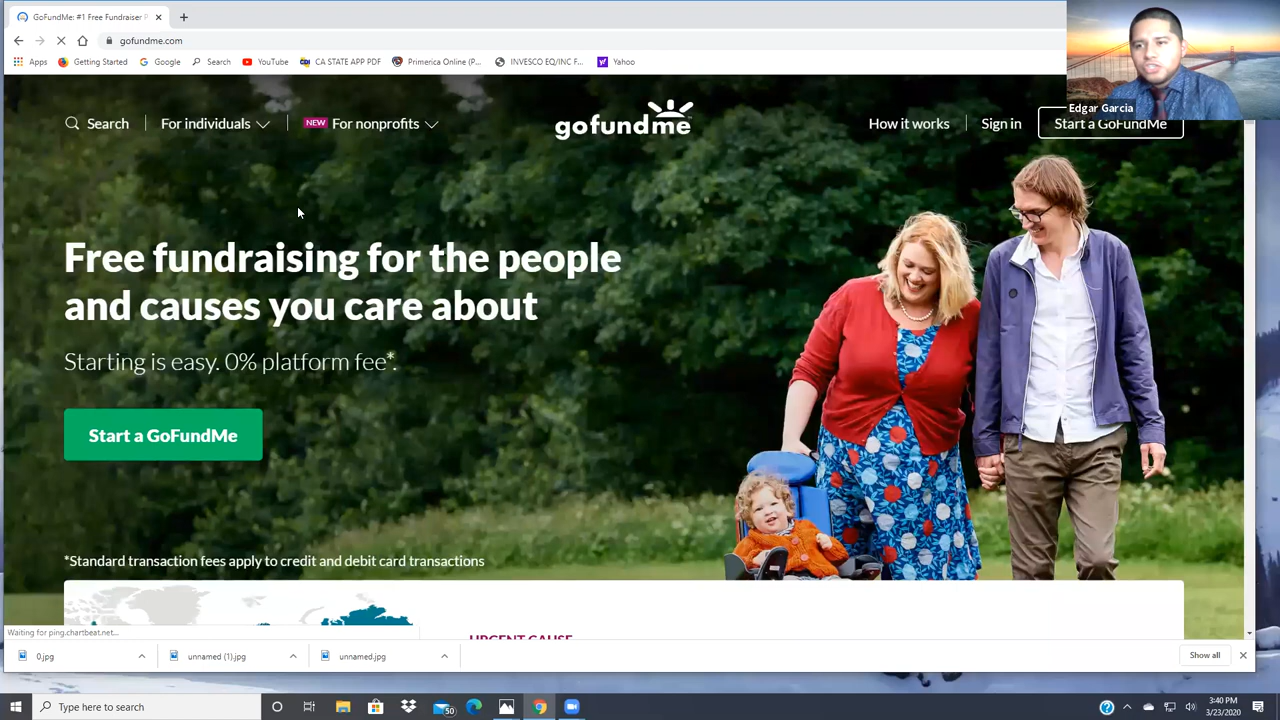 GoFundMe: #1 Free Fundraiser P
gofundme.com
Apps Getting Started Google Search YouTube CA STATE APP PDF Primerica Online (P... INVESCO EQ/INC F... Yahoo
Edgar Garcia
Search For individuals NEW For nonprofits gofundme How it works Sign in Start a GoFundMe
Free fundraising for the people
and causes you care about
Starting is easy. 0% platform fee*.
Start a GoFundMe
*Standard transaction fees apply to credit and debit card transactions
URGENT CAUSE
Waiting for ping.chartbeat.net...
0.jpg unnamed (1).jpg unnamed.jpg Show all
Type here to search 50 3:40 PM
3/23/2020